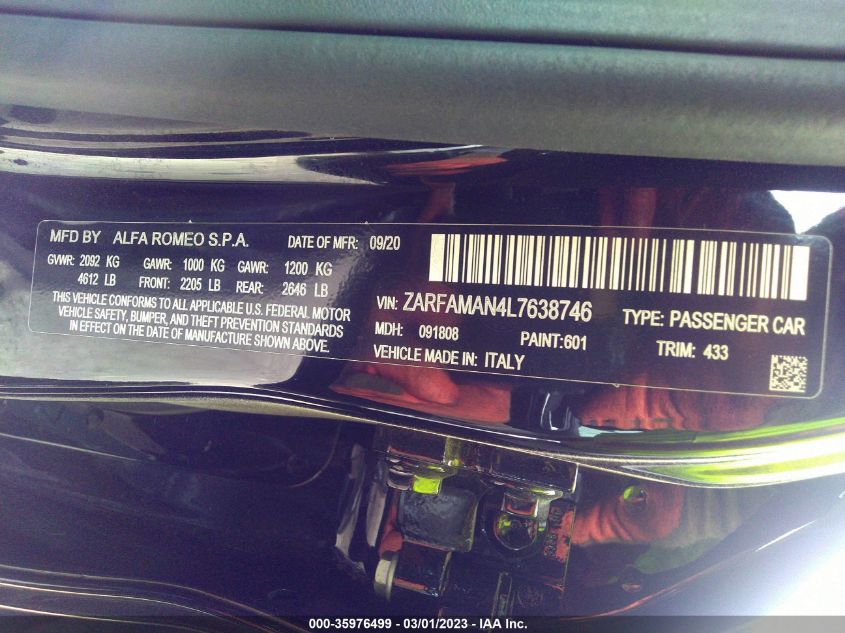 MFD BY ALFA ROMEO S.P.A. DATE OF MFR: 09/20
GVWR: 2092 KG GAWR: 1000 KG GAWR: 1200 KG
4612 LB FRONT: 2205 LB REAR: 2646 LB
THIS VEHICLE CONFORMS TO ALL APPLICABLE U.S. FEDERAL MOTOR
VEHICLE SAFETY, BUMPER, AND THEFT PREVENTION STANDARDS
IN EFFECT ON THE DATE OF MANUFACTURE SHOWN ABOVE.
VIN: ZARFAMAN4L7638746 TYPE: PASSENGER CAR
MDH: 091808 PAINT:601 TRIM: 433
VEHICLE MADE IN: ITALY
000-35976499 — 03/01/2023 — IAA Inc.